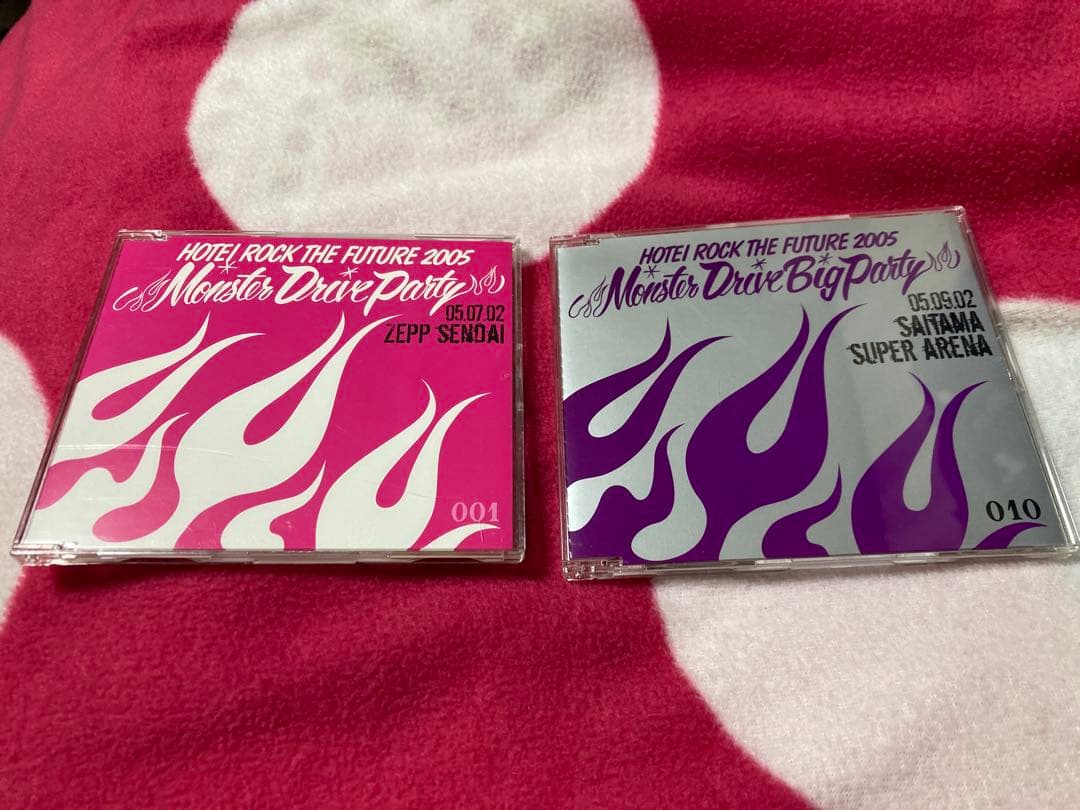 HOTEI ROCK THE FUTURE 2005
Monster Drive Party
05.07.02
ZEPP SENDAI
001
HOTEI ROCK THE FUTURE 2005
Monster Drive Big Party
05.09.02
SAITAMA
SUPER ARENA
010